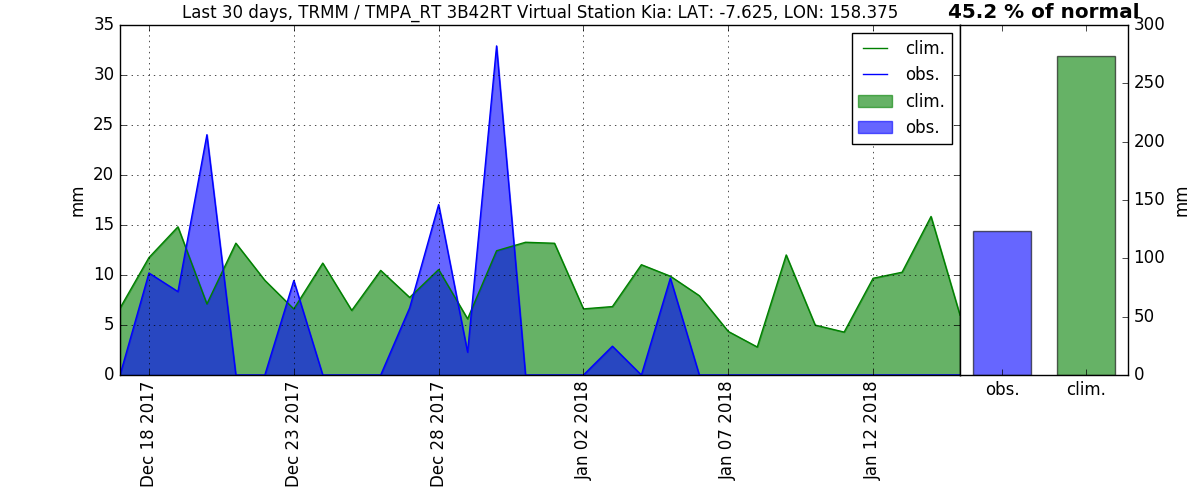 Last 30 days, TRMM / TMPA_RT 3B42RT Virtual Station Kia: LAT: -7.625, LON: 158.375
45.2 % of normal
35
30
25
20
15
10
5
0
mm
clim.
obs.
clim.
obs.
Dec 18 2017
Dec 23 2017
Dec 28 2017
Jan 02 2018
Jan 07 2018
Jan 12 2018
300
250
200
150
100
50
0
mm
obs.
clim.